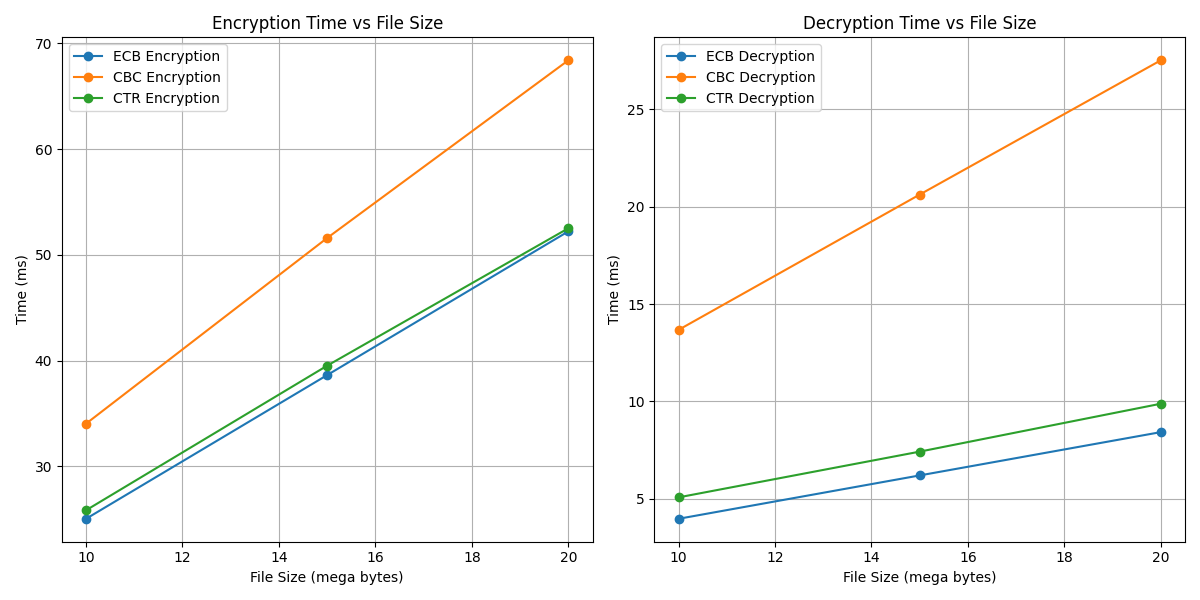 Encryption Time vs File Size
ECB Encryption
CBC Encryption
CTR Encryption
70
60
50
40
30
Time (ms)
10 12 14 16 18 20
File Size (mega bytes)
Decryption Time vs File Size
ECB Decryption
CBC Decryption
CTR Decryption
25
20
15
10
5
Time (ms)
10 12 14 16 18 20
File Size (mega bytes)